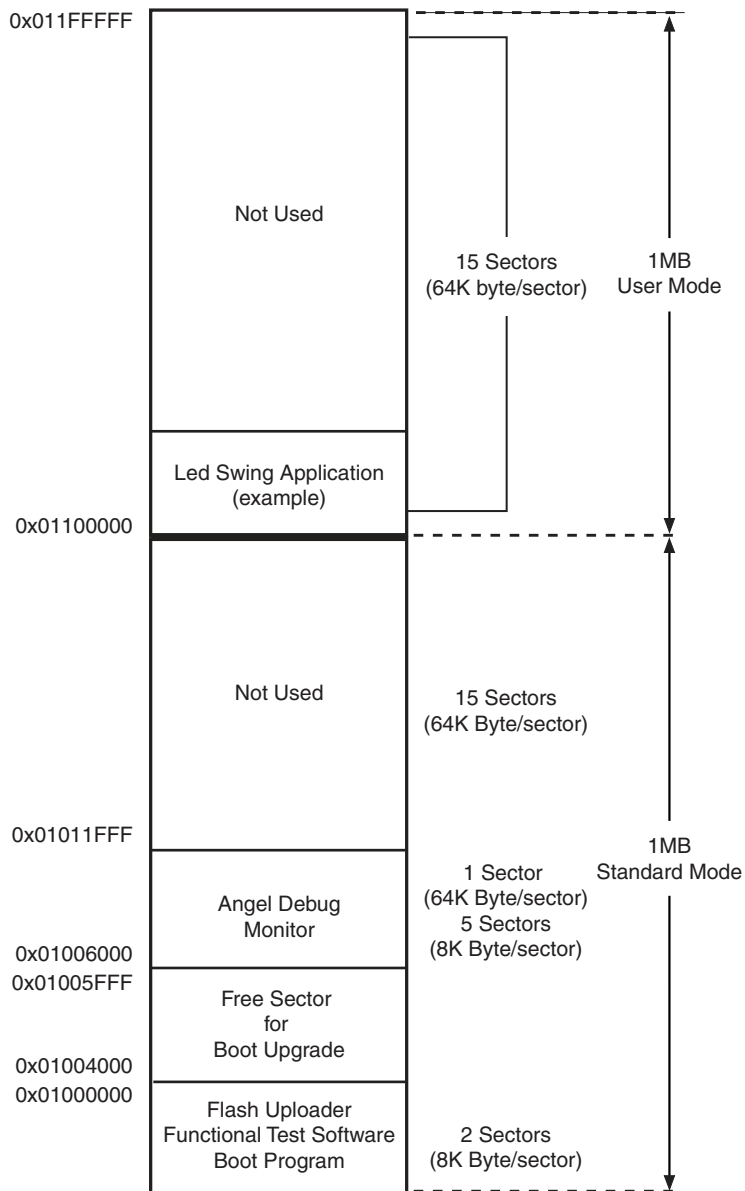 0x011FFFFF
Not Used
15 Sectors
(64K byte/sector)
1MB
User Mode
Led Swing Application
(example)
0x01100000
Not Used
15 Sectors
(64K Byte/sector)
0x01011FFF
1MB
Standard Mode
Angel Debug
Monitor
1 Sector
(64K Byte/sector)
5 Sectors
(8K Byte/sector)
0x01006000
0x01005FFF
Free Sector
for
Boot Upgrade
0x01004000
0x01000000
Flash Uploader
Functional Test Software
Boot Program
2 Sectors
(8K Byte/sector)